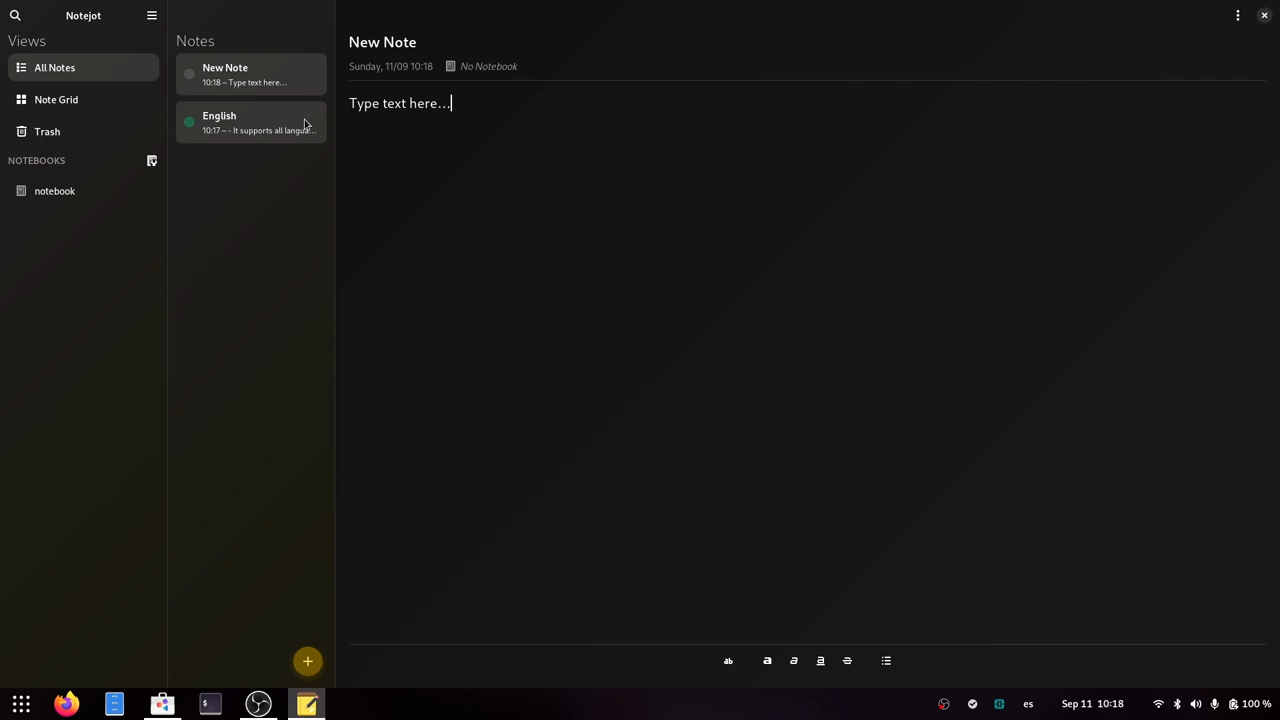 Notejot
Views
All Notes
Note Grid
Trash
NOTEBOOKS
notebook
Notes
New Note
10:18 – Type text here...
English
10:17 – - It supports all langua...
+
New Note
Sunday, 11/09 10:18
No Notebook
Type text here...
ab
a a a a
es
Sep 11 10:18
100 %